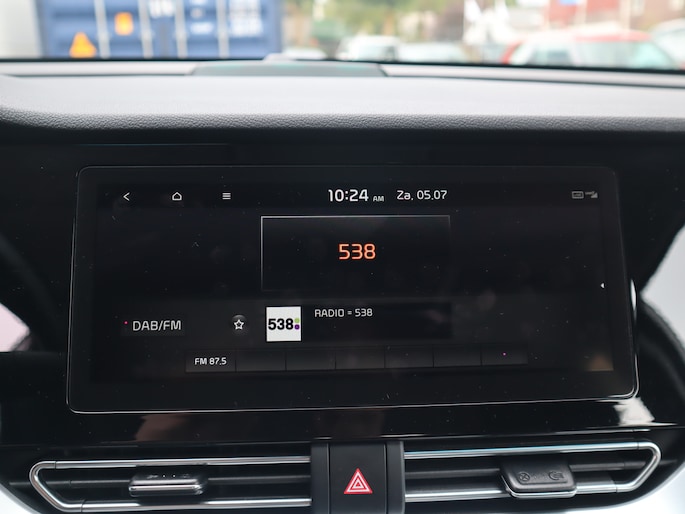 10:24 AM Za, 05.07
538
DAB/FM
538
RADIO = 538
FM 87.5